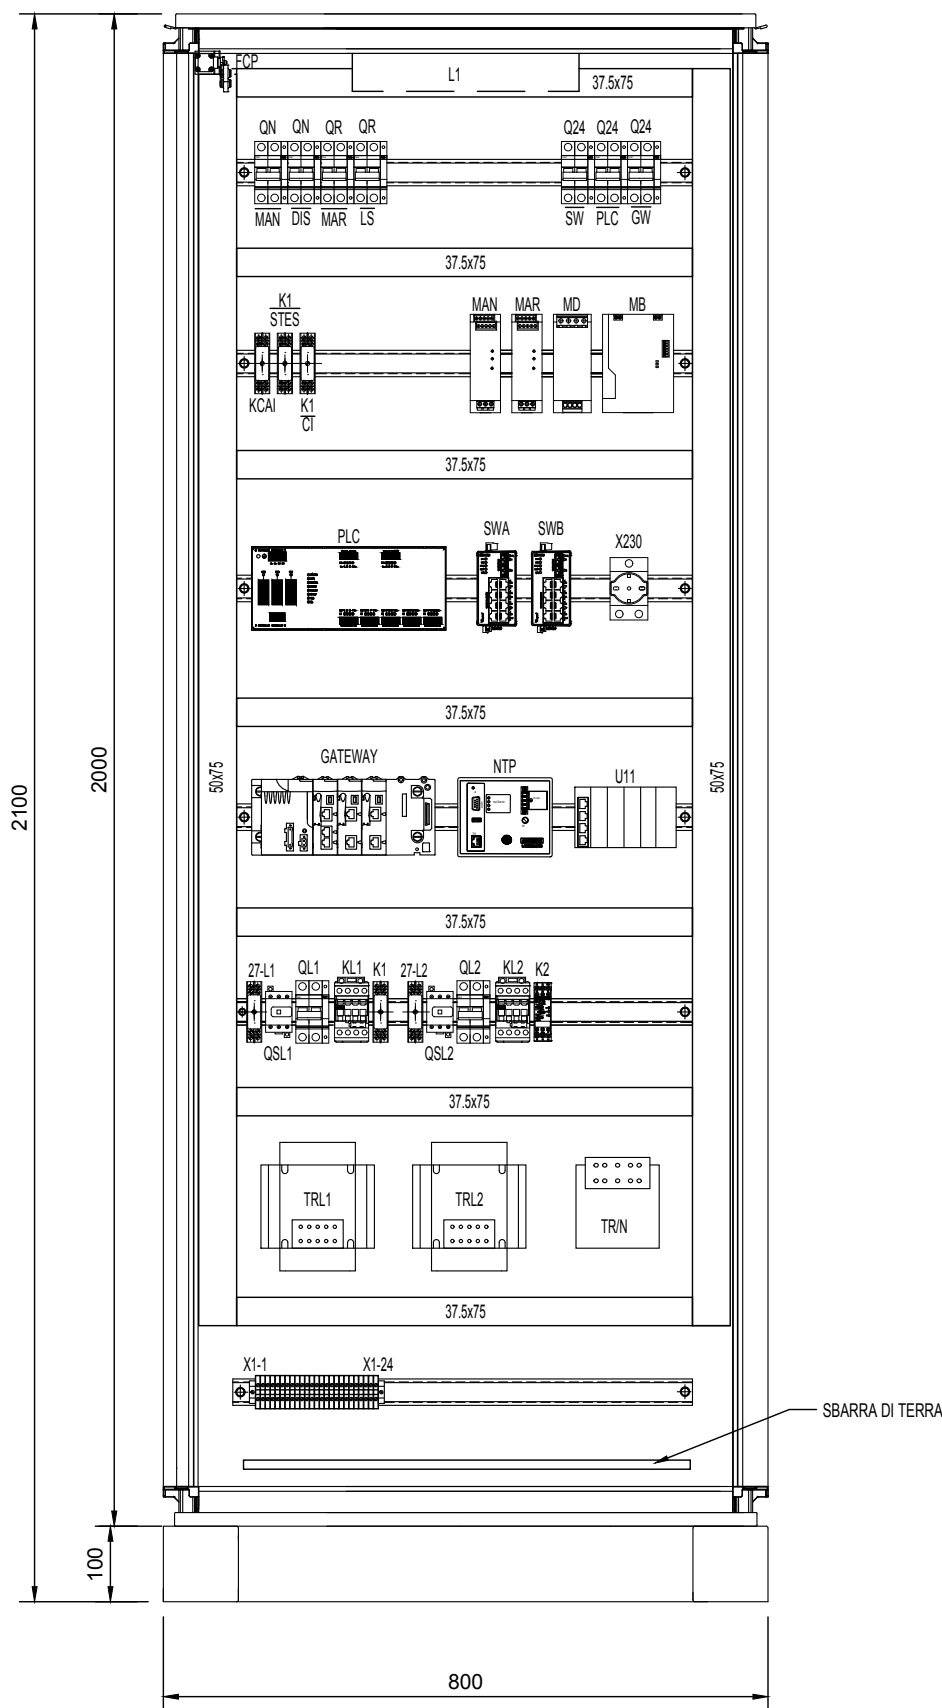 FCP
L1
37.5x75
QN QN QR QR Q24 Q24 Q24
MAN DIS MAR LS SW PLC GW
37.5x75
K1
STES
MAN MAR MD MB
KCAI
K1
CI
37.5x75
PLC SWA SWB X230
37.5x75
GATEWAY NTP U11
50x75
50x75
2100
2000
37.5x75
27-L1 QL1 KL1 K1 27-L2 QL2 KL2 K2
QSL1 QSL2
37.5x75
TRL1 TRL2 TR/N
37.5x75
X1-1 X1-24
SBARRA DI TERRA
100
800